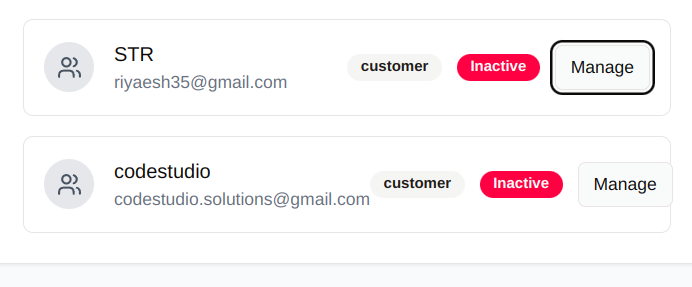 STR
riyaesh35@gmail.com
customer
Inactive
Manage
codestudio
codestudio.solutions@gmail.com
customer
Inactive
Manage